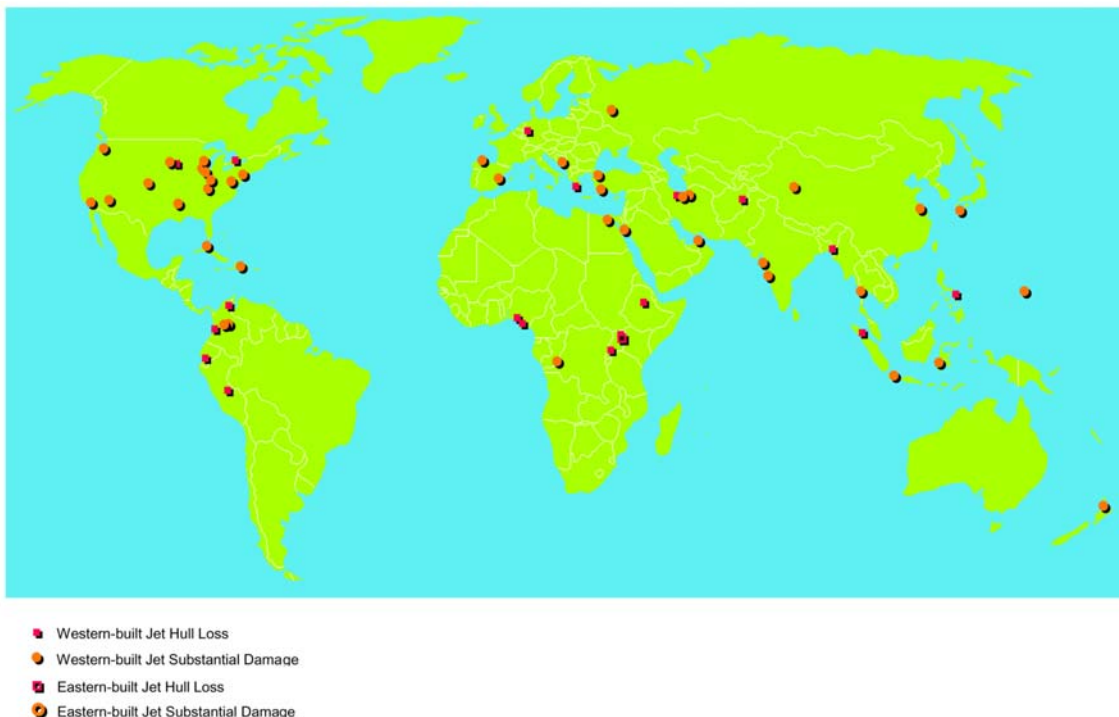 Western-built Jet Hull Loss
Western-built Jet Substantial Damage
Eastern-built Jet Hull Loss
Eastern-built Jet Substantial Damage